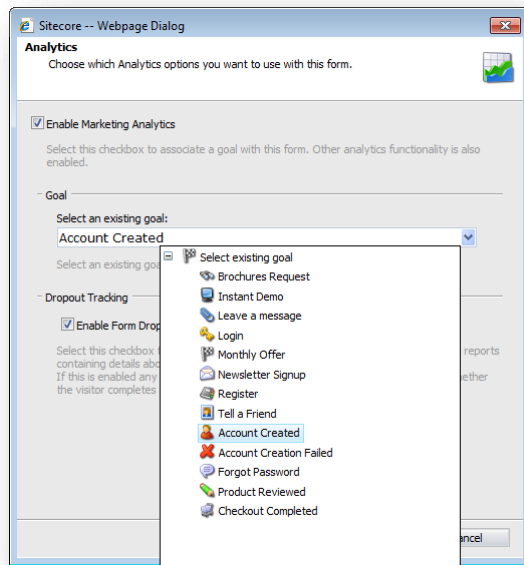 Sitecore -- Webpage Dialog
Analytics
Choose which Analytics options you want to use with this form.
Enable Marketing Analytics
Select this checkbox to associate a goal with this form. Other analytics functionality is also
enabled.
Goal
Select an existing goal:
Account Created
Select an existing goa
Select existing goal
Brochures Request
Instant Demo
Leave a message
Login
Monthly Offer
Newsletter Signup
Register
Tell a Friend
Account Created
Account Creation Failed
Forgot Password
Product Reviewed
Checkout Completed
Dropout Tracking
Enable Form Drop
Select this checkbox t reports
containing details abo
If this is enabled any ether
the visitor completes
ancel